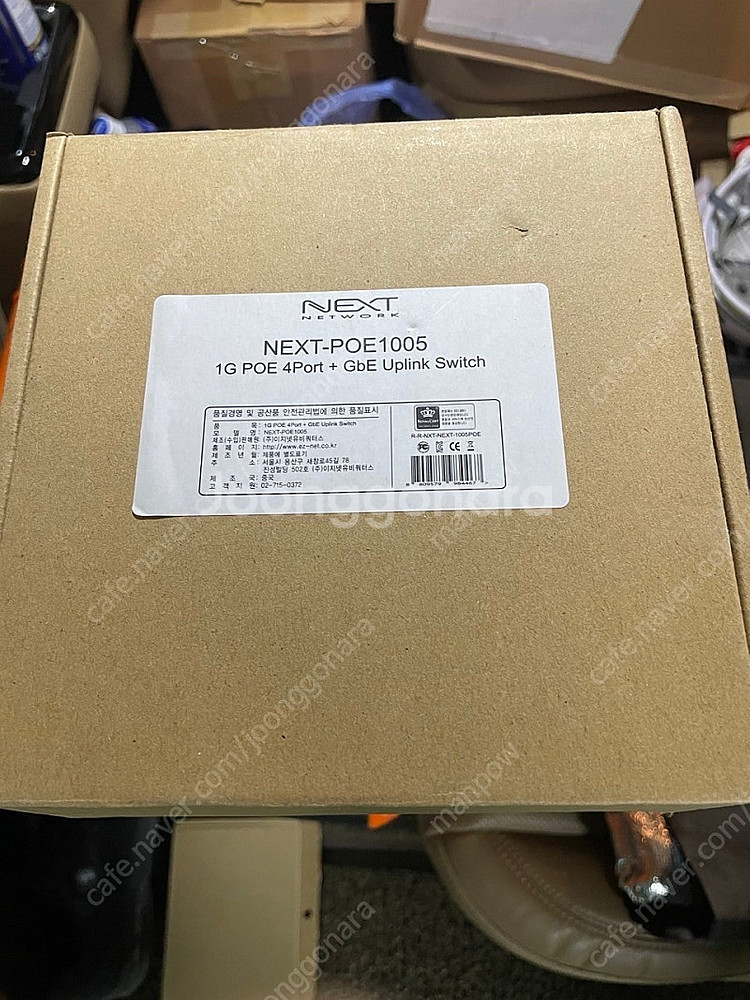 NEXT
NETWORK
NEXT-POE1005
1G POE 4Port + GbE Uplink Switch
품질경영 및 공산품 안전관리법에 의한 품질표시
품 목 : 1G POE 4Port + GbE Uplink Switch
모 델 명 : NEXT-POE1005
제조(수입)판매원 : (주)이지넷유비쿼터스
홈 페 이 지 : http://www.ez-net.co.kr
제 조 년 월 : 제품에 별도표기
주 소 : 서울시 용산구 새창로45길 78
진성빌딩 502호 (주)이지넷유비쿼터스
제 조 국 : 중국
고 객 지 원 : 02-715-0372
R-R-NXT-NEXT-1005POE
FC CE
joonggonara
cafe.naver.com/joonggonara
manpow